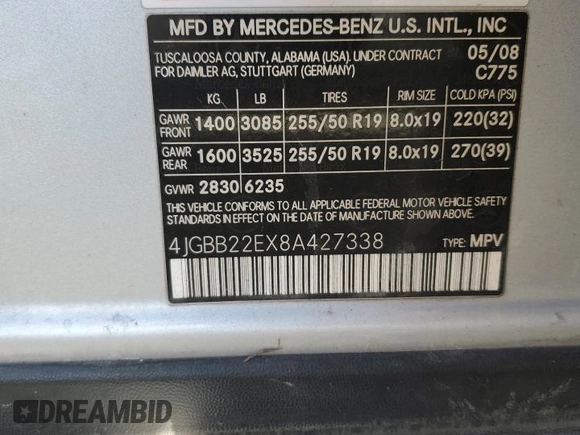 MFD BY MERCEDES-BENZ U.S. INTL., INC
TUSCALOOSA COUNTY, ALABAMA (USA). UNDER CONTRACT 05/08
FOR DAIMLER AG, STUTTGART (GERMANY) C775
KG LB TIRES RIM SIZE COLD KPA (PSI)
GAWR FRONT 1400 3085 255/50 R19 8.0x19 220(32)
GAWR REAR 1600 3525 255/50 R19 8.0x19 270(39)
GVWR 2830 6235
THIS VEHICLE CONFORMS TO ALL APPLICABLE FEDERAL MOTOR VEHICLE SAFETY
STANDARDS IN EFFECT ON THE DATE OF MANUFACTURE SHOWN ABOVE.
4JGBB22EX8A427338 TYPE: MPV
DREAMBID